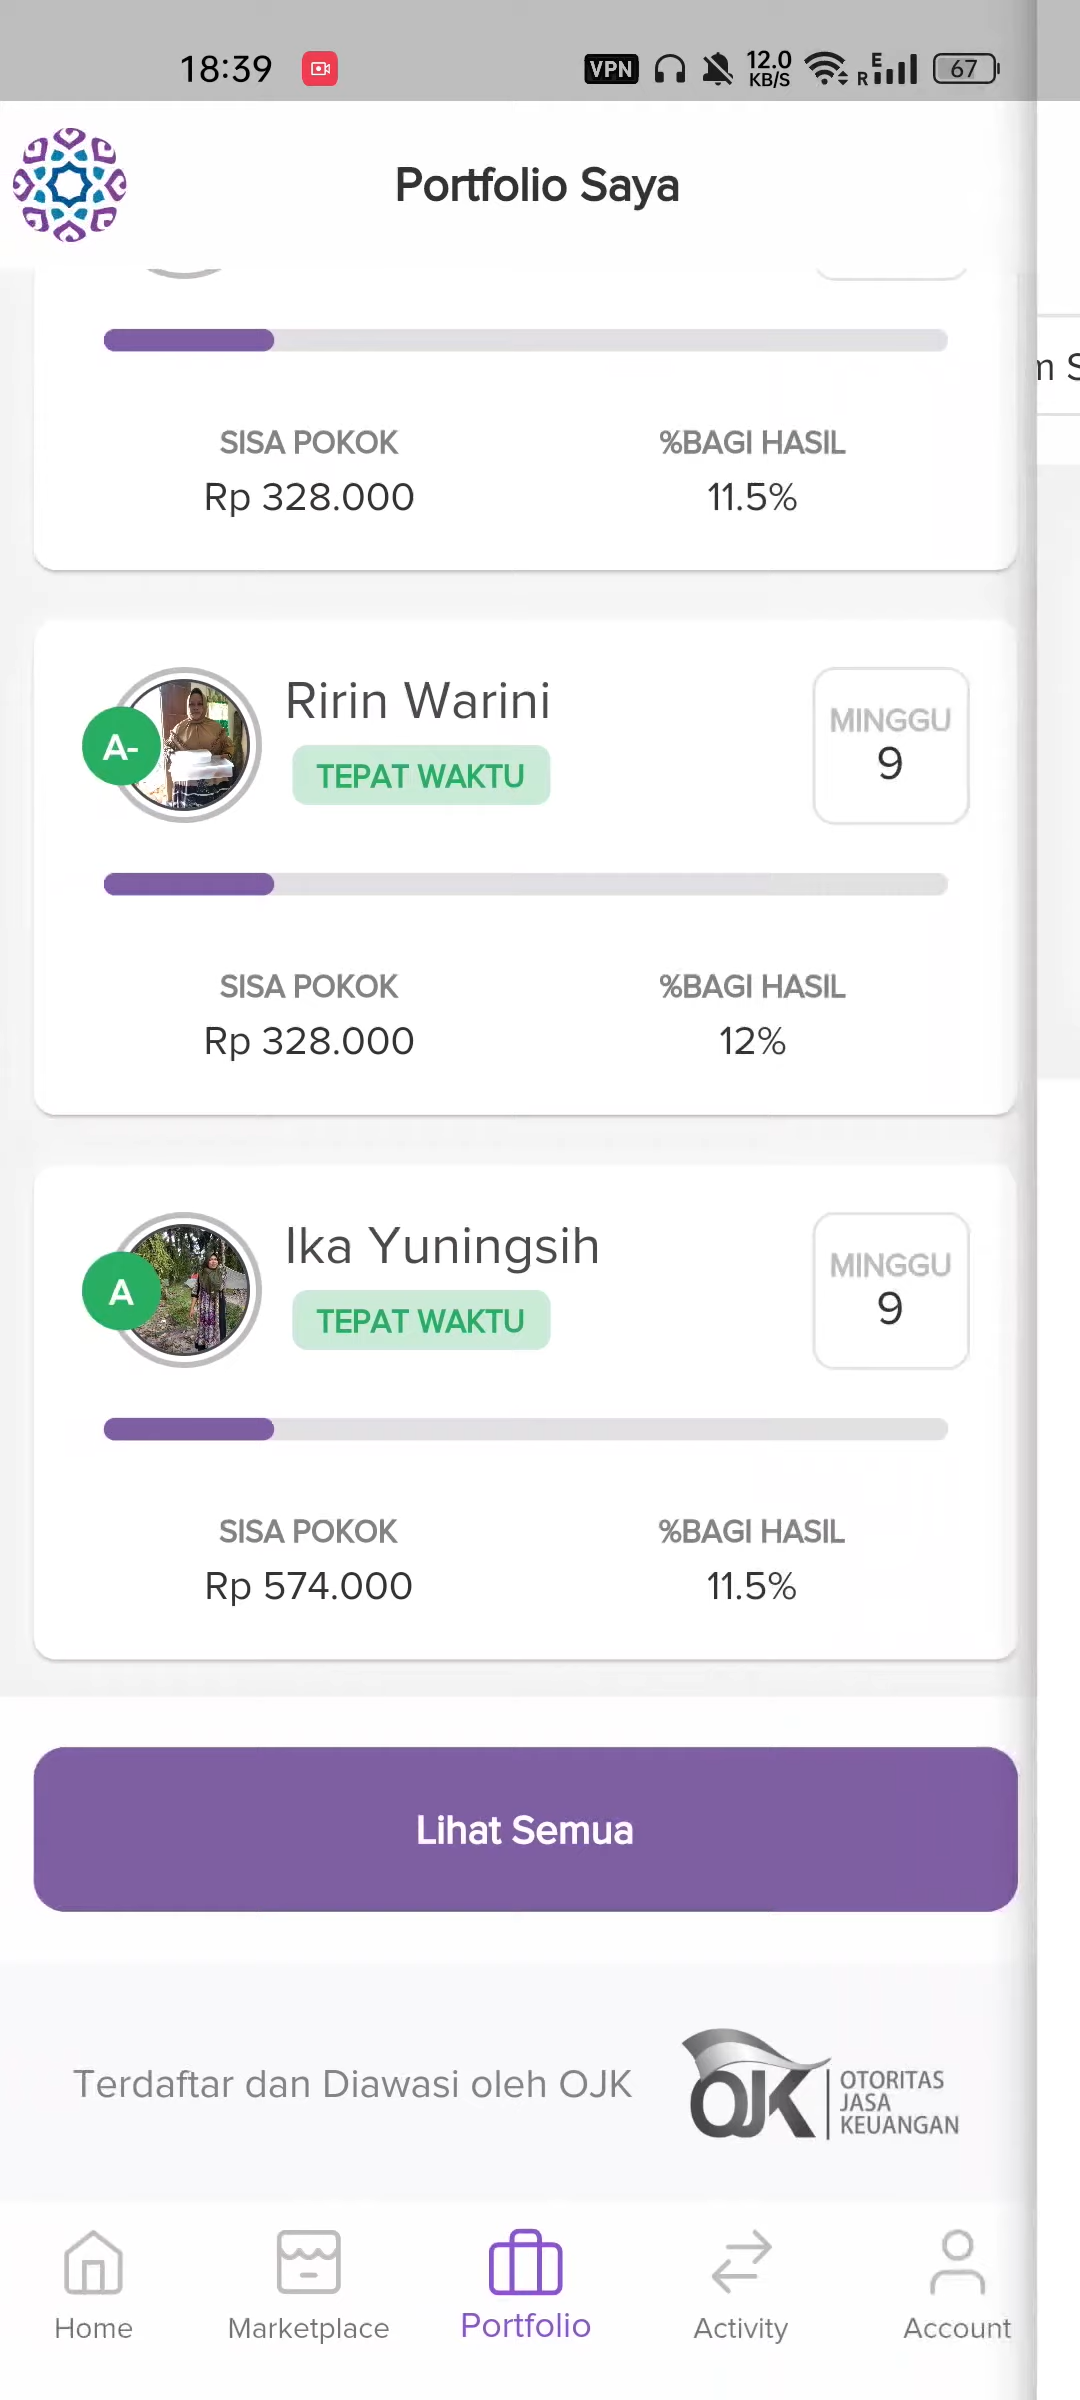 18:39
VPN
12.0
KB/S
R
E
67
Portfolio Saya
SISA POKOK
%BAGI HASIL
Rp 328.000
11.5%
Ririn Warini
A-
TEPAT WAKTU
MINGGU
9
SISA POKOK
%BAGI HASIL
Rp 328.000
12%
Ika Yuningsih
A
TEPAT WAKTU
MINGGU
9
SISA POKOK
%BAGI HASIL
Rp 574.000
11.5%
Lihat Semua
Terdaftar dan Diawasi oleh OJK
OJK
OTORITAS
JASA
KEUANGAN
Home
Marketplace
Portfolio
Activity
Account